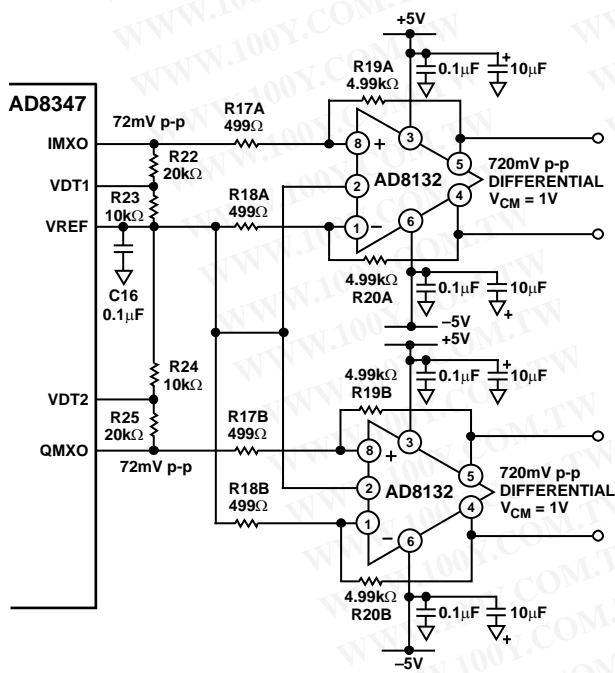 +5V
R19A
4.99kΩ
0.1μF
+
10μF
AD8347
72mV p-p
R17A
499Ω
IMXO
R22
20kΩ
VDT1
R23
10kΩ
VREF
R18A
499Ω
8
+
3
2
AD8132
1
−
6
5
4
720mV p-p
DIFFERENTIAL
VCM = 1V
4.99kΩ
R20A
0.1μF
10μF
+
C16
0.1μF
−5V
+5V
R24
10kΩ
4.99kΩ
R19B
0.1μF
+
10μF
VDT2
R25
20kΩ
R17B
499Ω
QMXO
72mV p-p
R18B
499Ω
8
+
3
2
AD8132
1
−
6
5
4
720mV p-p
DIFFERENTIAL
VCM = 1V
4.99kΩ
R20B
0.1μF
10μF
+
−5V
WWW.100Y.COM.TW